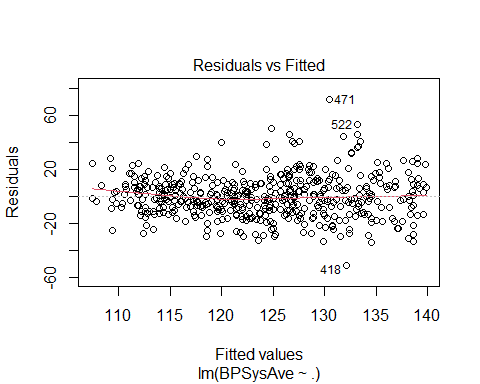 Residuals vs Fitted
Residuals
60
20
-20
-60
471
522
418
110 115 120 125 130 135 140
Fitted values
lm(BPSysAve ~ .)